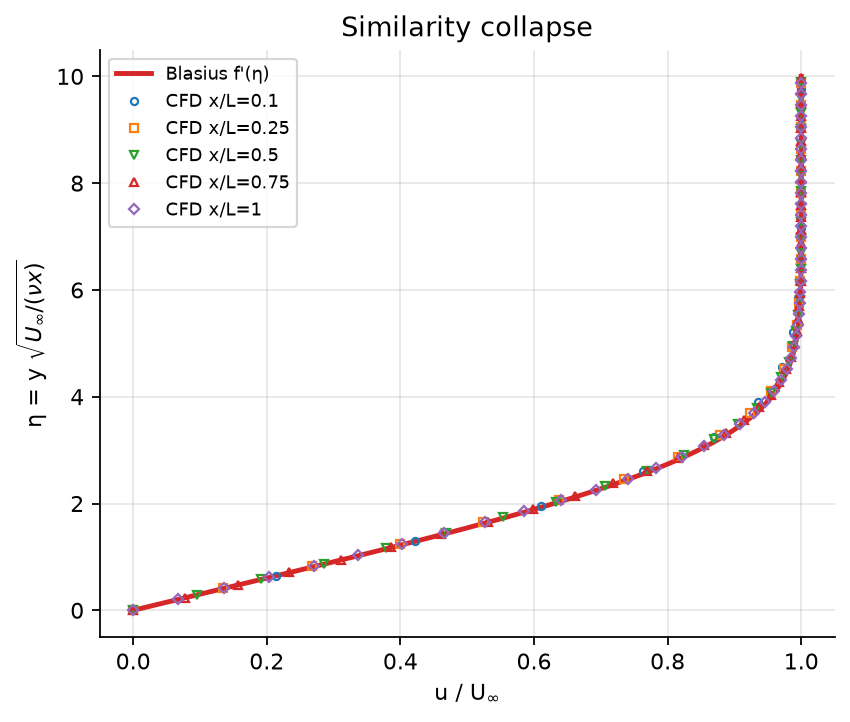 Similarity collapse
Blasius f'(η)
CFD x/L=0.1
CFD x/L=0.25
CFD x/L=0.5
CFD x/L=0.75
CFD x/L=1
10
8
6
4
2
0
η = y √U∞/(νx)
0.0 0.2 0.4 0.6 0.8 1.0
u / U∞